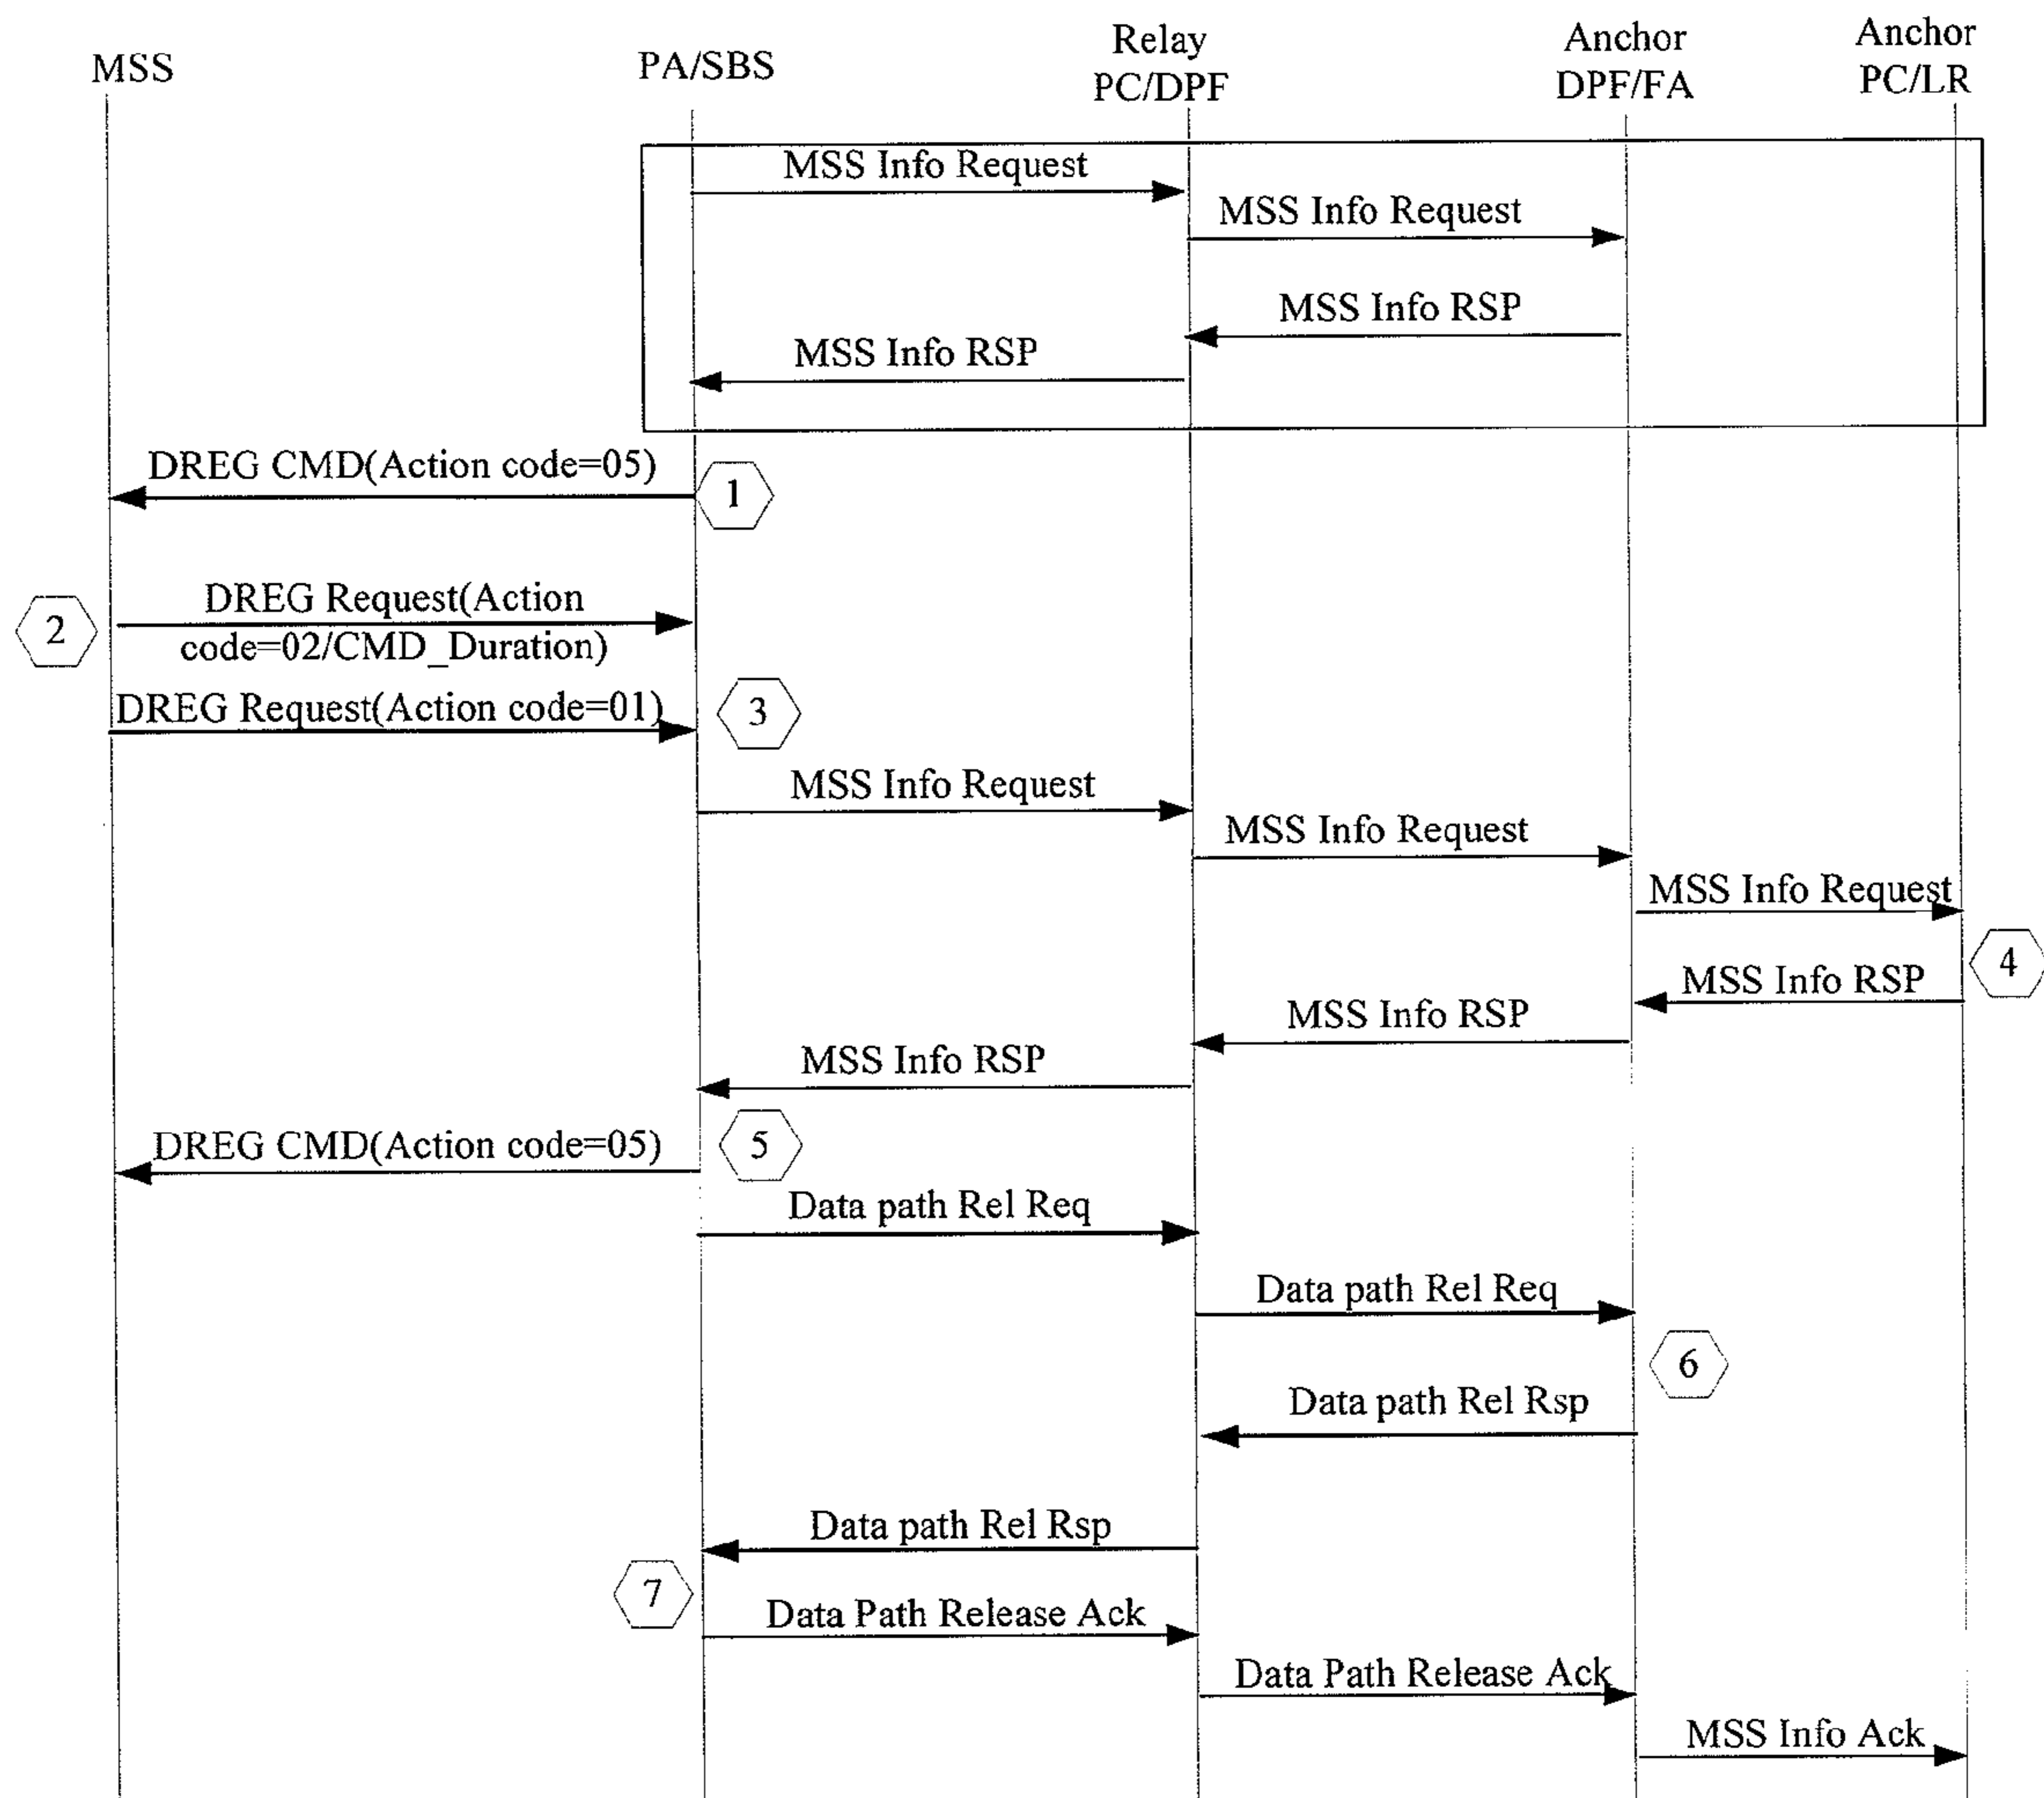 MSS
PA/SBS
Relay
PC/DPF
Anchor
DPF/FA
Anchor
PC/LR
MSS Info Request
MSS Info Request
MSS Info RSP
MSS Info RSP
DREG CMD(Action code=05)
1
2
DREG Request(Action
code=02/CMD_Duration)
DREG Request(Action code=01)
3
MSS Info Request
MSS Info Request
MSS Info Request
4
MSS Info RSP
MSS Info RSP
MSS Info RSP
DREG CMD(Action code=05)
5
Data path Rel Req
Data path Rel Req
6
Data path Rel Rsp
Data path Rel Rsp
7
Data Path Release Ack
Data Path Release Ack
MSS Info Ack